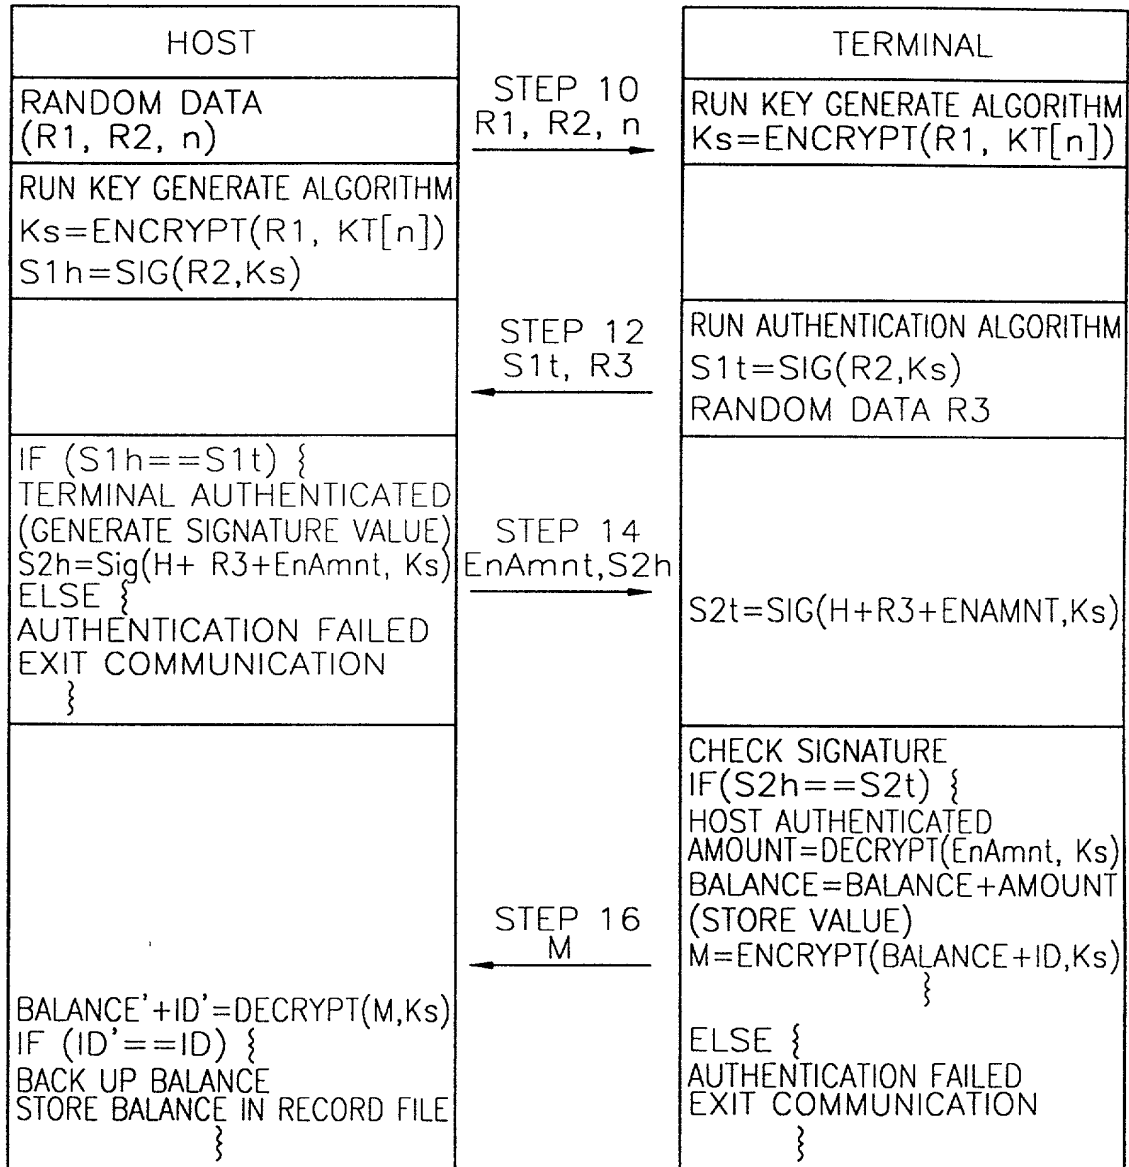 HOST
TERMINAL
RANDOM DATA
(R1, R2, n)
STEP 10
R1, R2, n
RUN KEY GENERATE ALGORITHM
Ks=ENCRYPT(R1, KT[n])
RUN KEY GENERATE ALGORITHM
Ks=ENCRYPT(R1, KT[n])
S1h=SIG(R2,Ks)
STEP 12
S1t, R3
RUN AUTHENTICATION ALGORITHM
S1t=SIG(R2,Ks)
RANDOM DATA R3
IF (S1h==S1t) {
TERMINAL AUTHENTICATED
(GENERATE SIGNATURE VALUE)
S2h=Sig(H+ R3+EnAmnt, Ks)
ELSE {
AUTHENTICATION FAILED
EXIT COMMUNICATION
}
STEP 14
EnAmnt,S2h
S2t=SIG(H+R3+ENAMNT,Ks)
CHECK SIGNATURE
IF(S2h==S2t) {
HOST AUTHENTICATED
AMOUNT=DECRYPT(EnAmnt, Ks)
BALANCE=BALANCE+AMOUNT
(STORE VALUE)
M=ENCRYPT(BALANCE+ID,Ks)
}
STEP 16
M
BALANCE'+ID'=DECRYPT(M,Ks)
IF (ID'==ID) {
BACK UP BALANCE
STORE BALANCE IN RECORD FILE
}
ELSE {
AUTHENTICATION FAILED
EXIT COMMUNICATION
}